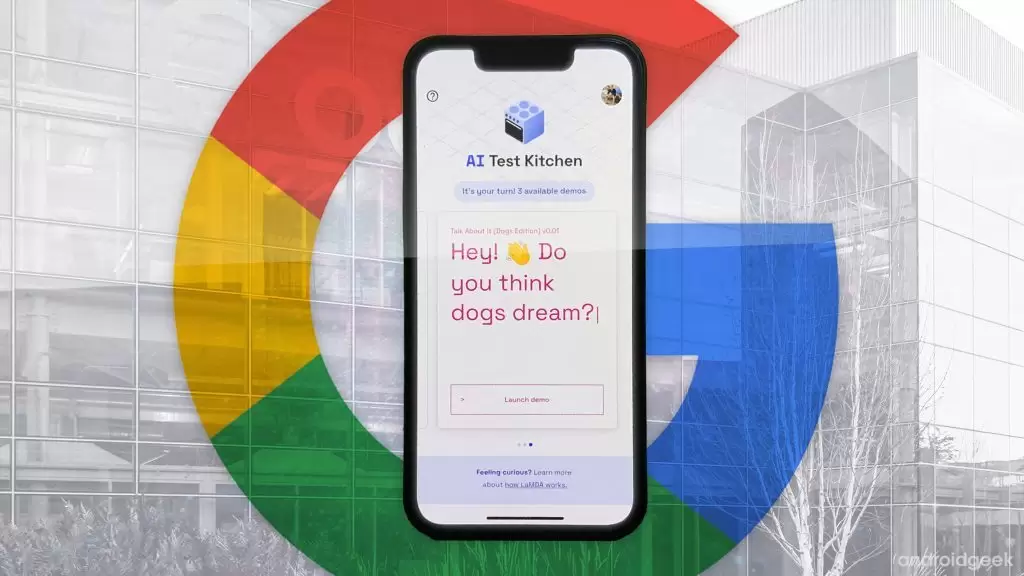 AI Test Kitchen
It's your turn! 3 available demos
Talk About It (Dogs Edition) v0.01
Hey! 👋 Do
you think
dogs dream?
> Launch demo
Feeling curious? Learn more
about how LaMDA works.
/androidgeek